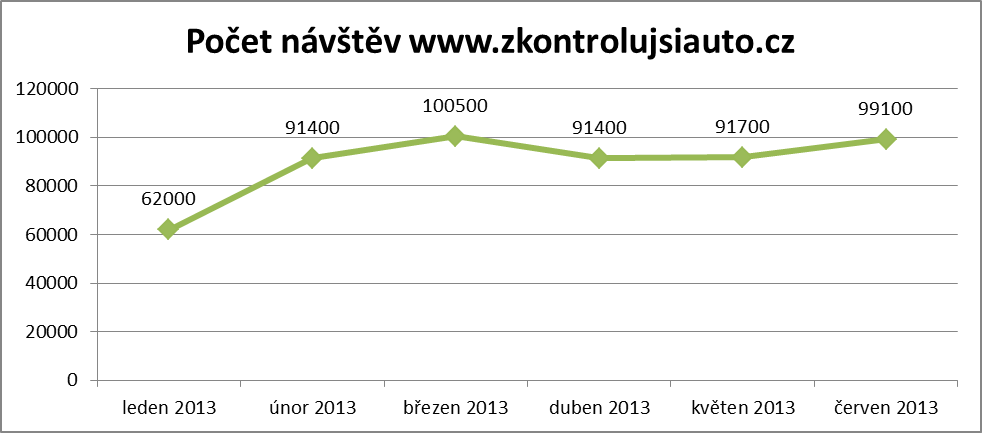 Počet návštěv www.zkontrolujsiauto.cz
120000
100000
80000
60000
40000
20000
0
62000
91400
100500
91400
91700
99100
leden 2013
únor 2013
březen 2013
duben 2013
květen 2013
červen 2013